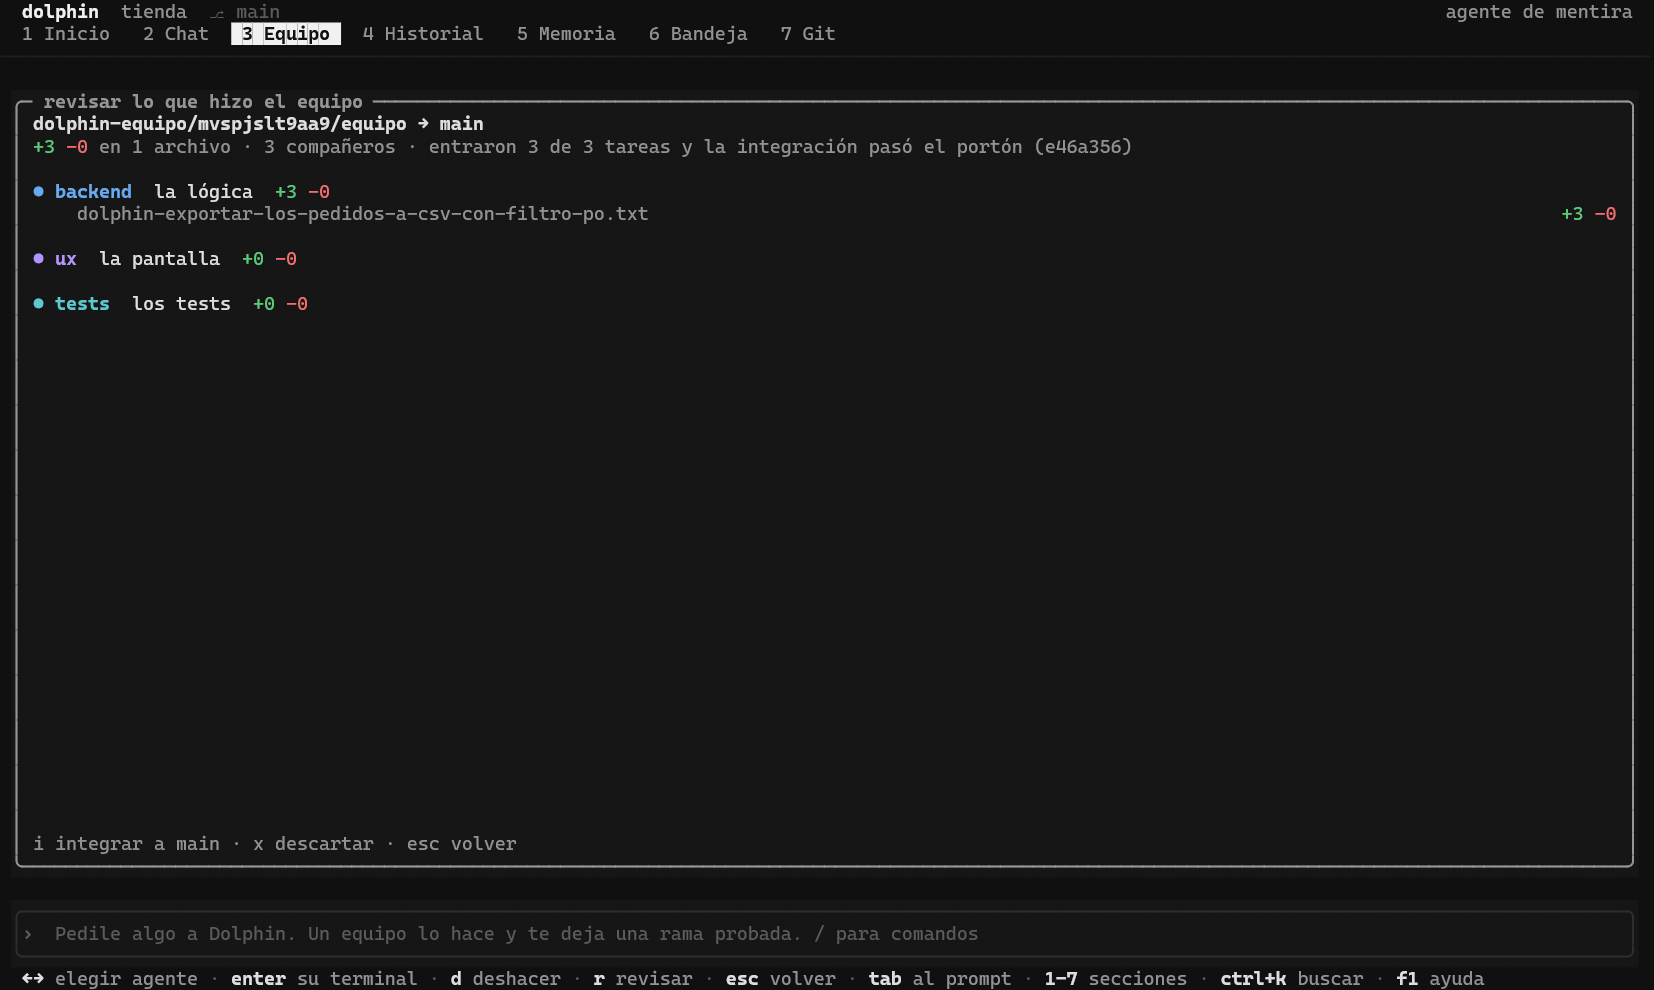 dolphin tienda ⎇ main agente de mentira
1 Inicio 2 Chat 3 Equipo 4 Historial 5 Memoria 6 Bandeja 7 Git
revisar lo que hizo el equipo
dolphin-equipo/mvspjslt9aa9/equipo → main
+3 −0 en 1 archivo · 3 compañeros · entraron 3 de 3 tareas y la integración pasó el portón (e46a356)
● backend la lógica +3 −0
dolphin-exportar-los-pedidos-a-csv-con-filtro-po.txt +3 −0
● ux la pantalla +0 −0
● tests los tests +0 −0
i integrar a main · x descartar · esc volver
› Pedile algo a Dolphin. Un equipo lo hace y te deja una rama probada. / para comandos
←→ elegir agente · enter su terminal · d deshacer · r revisar · esc volver · tab al prompt · 1−7 secciones · ctrl+k buscar · f1 ayuda